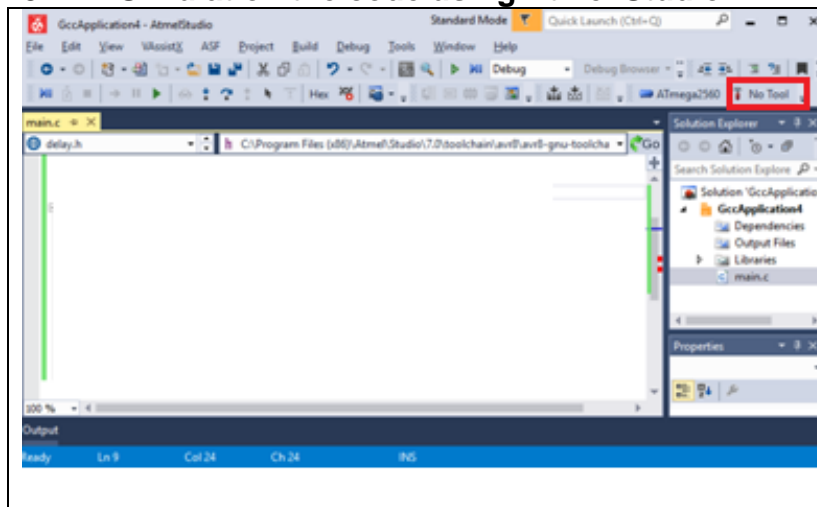 GccApplication4 - AtmelStudio
Standard Mode
Quick Launch (Ctrl+Q)
File Edit View VAssistX ASF Project Build Debug Tools Window Help
Debug
Debug Browser
Hex
ATmega2560
No Tool
main.c
delay.h
C:\Program Files (x86)\Atmel\Studio\7.0\toolchain\avr8\avr8-gnu-toolcha
Go
Solution Explorer
Search Solution Explore
Solution 'GccApplicatio
GccApplication4
Dependencies
Output Files
Libraries
main.c
Properties
100 %
Output
Ready Ln 9 Col 24 Ch 24 INS